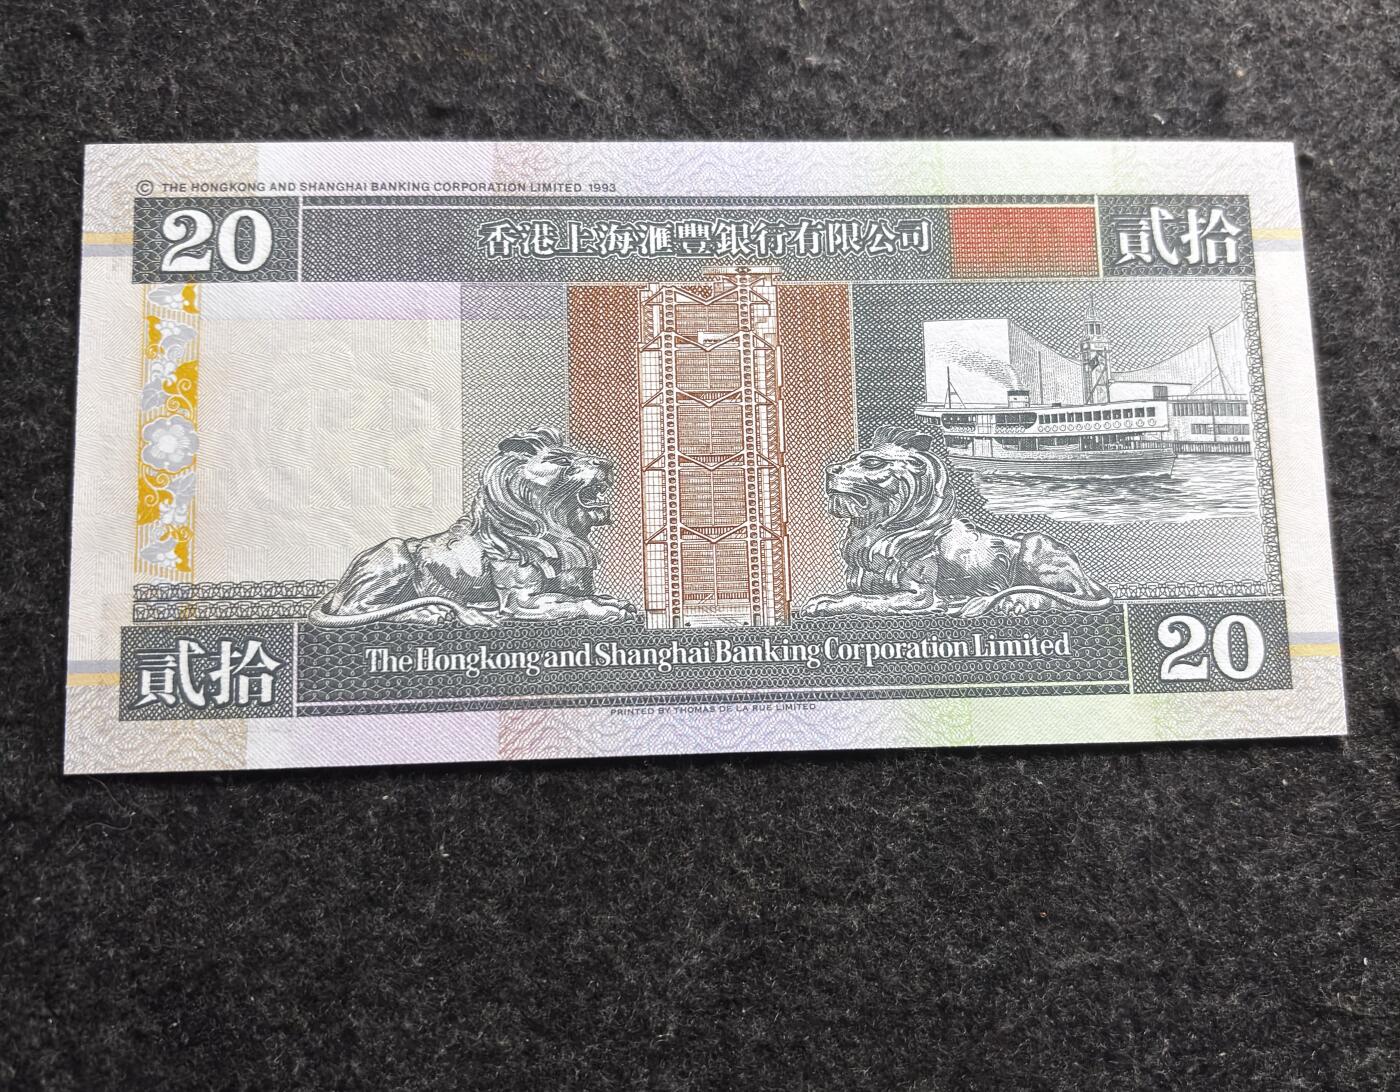 © THE HONGKONG AND SHANGHAI BANKING CORPORATION LIMITED 1993
20 香港上海滙豐銀行有限公司 貳拾
貳拾 The Hongkong and Shanghai Banking Corporation Limited 20
PRINTED BY THOMAS DE LA RUE LIMITED